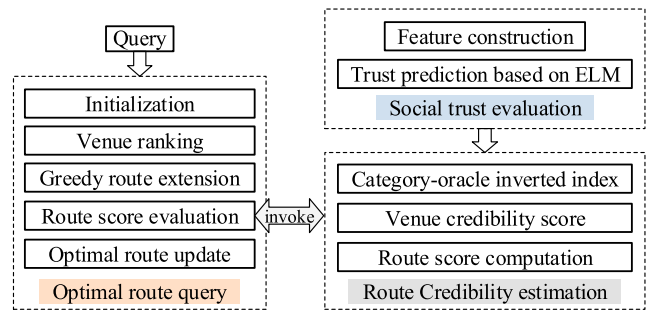 Query
Initialization
Venue ranking
Greedy route extension
Route score evaluation
Optimal route update
Optimal route query
invoke
Feature construction
Trust prediction based on ELM
Social trust evaluation
Category-oracle inverted index
Venue credibility score
Route score computation
Route Credibility estimation